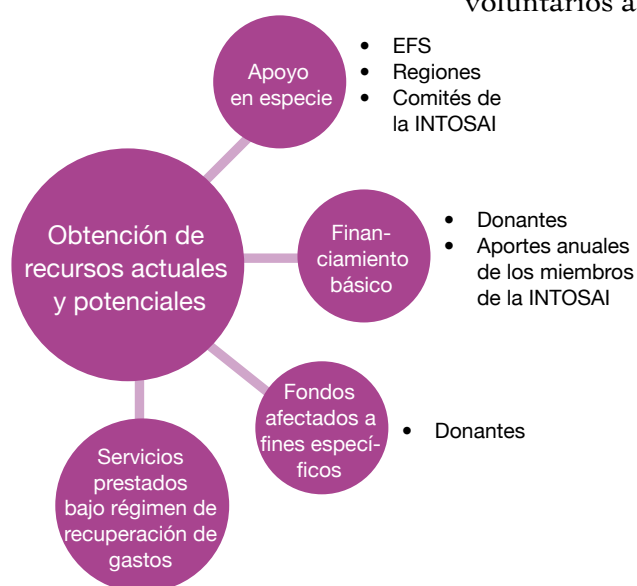 voluntarios a
Apoyo
en especie
• EFS
• Regiones
• Comités de
la INTOSAI
Obtención de
recursos actuales
y potenciales
Finan-
ciamiento
básico
• Donantes
• Aportes anuales
de los miembros
de la INTOSAI
Fondos
afectados a
fines especí-
ficos
• Donantes
Servicios
prestados
bajo régimen de
recuperación de
gastos